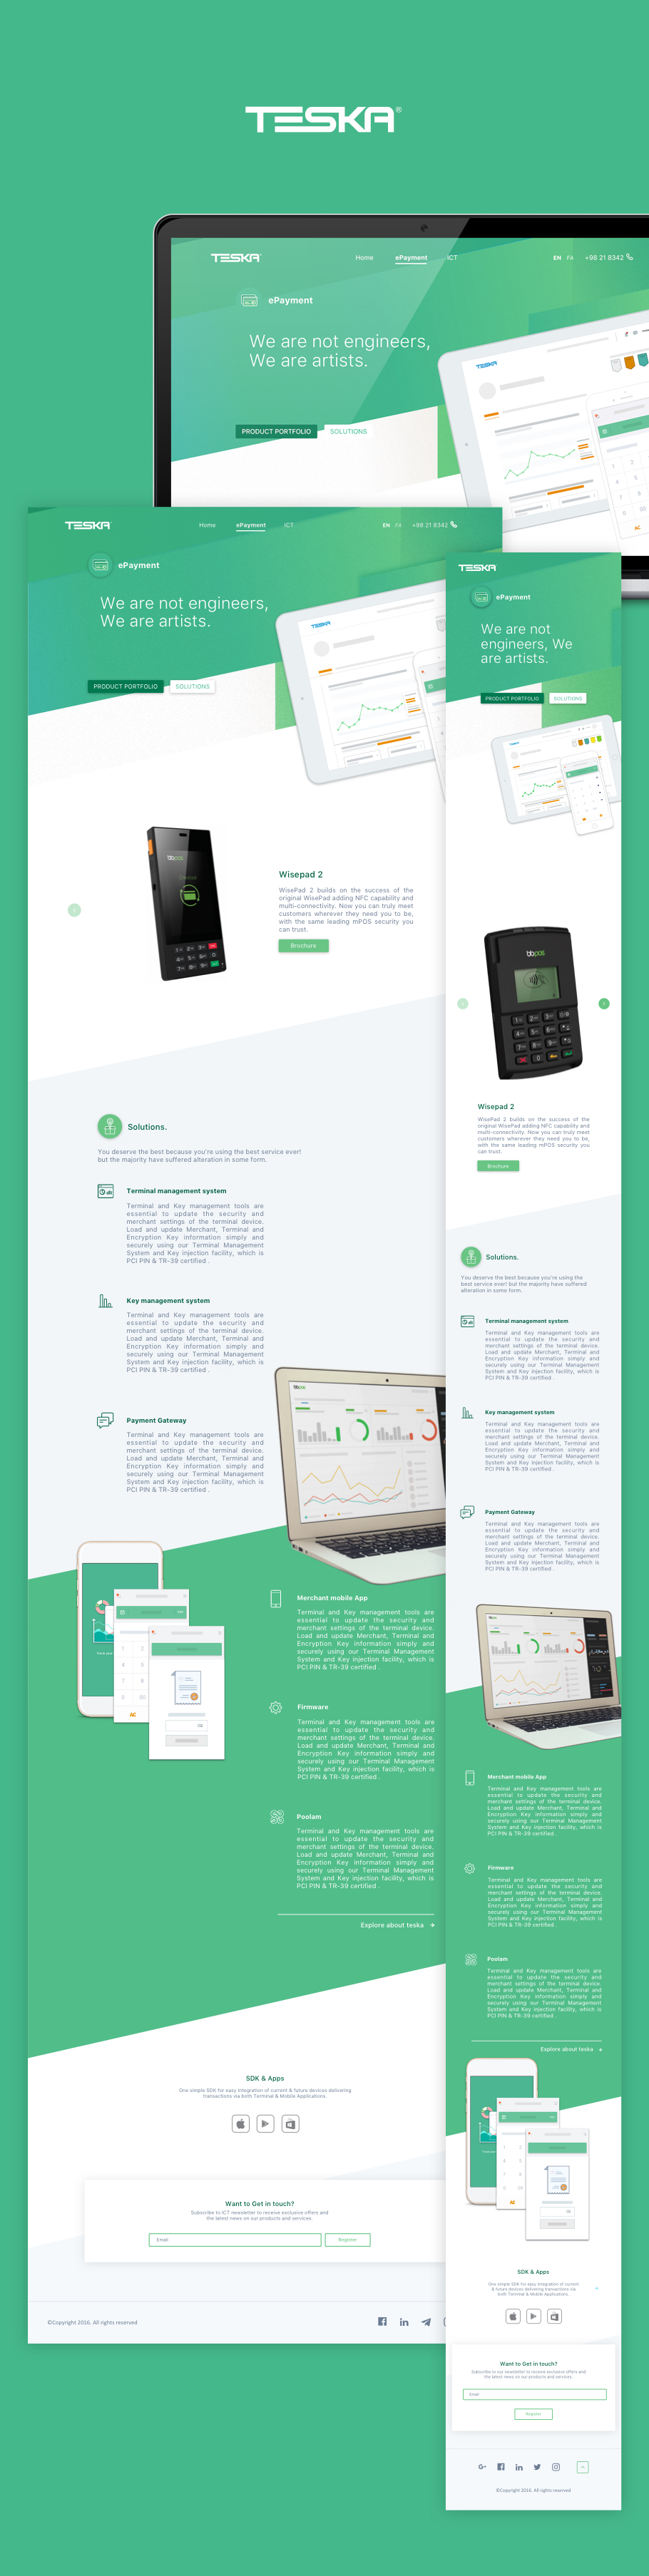 TESKA®
TESKA
Home ePayment ICT
EN FA +98 21 8342
ePayment
We are not engineers,
We are artists.
PRODUCT PORTFOLIO SOLUTIONS
TESKA
TESKA
Home ePayment ICT
EN FA +98 21 8342
ePayment
We are not engineers,
We are artists.
PRODUCT PORTFOLIO SOLUTIONS
TESKA
bbpos
Wisepad 2
WisePad 2 builds on the success of the
original WisePad adding NFC capability and
multi-connectivity. Now you can truly meet
customers wherever they need you to be,
with the same leading mPOS security you
can trust.
Brochure
Solutions.
You deserve the best because you're using the best service ever!
but the majority have suffered alteration in some form.
Terminal management system
Terminal and Key management tools are
essential to update the security and
merchant settings of the terminal device.
Load and update Merchant, Terminal and
Encryption Key information simply and
securely using our Terminal Management
System and Key injection facility, which is
PCI PIN & TR-39 certified .
Key management system
Terminal and Key management tools are
essential to update the security and
merchant settings of the terminal device.
Load and update Merchant, Terminal and
Encryption Key information simply and
securely using our Terminal Management
System and Key injection facility, which is
PCI PIN & TR-39 certified .
Payment Gateway
Terminal and Key management tools are
essential to update the security and
merchant settings of the terminal device.
Load and update Merchant, Terminal and
Encryption Key information simply and
securely using our Terminal Management
System and Key injection facility, which is
PCI PIN & TR-39 certified .
bbpos
AC
Merchant mobile App
Terminal and Key management tools are
essential to update the security and
merchant settings of the terminal device.
Load and update Merchant, Terminal and
Encryption Key information simply and
securely using our Terminal Management
System and Key injection facility, which is
PCI PIN & TR-39 certified .
Firmware
Terminal and Key management tools are
essential to update the security and
merchant settings of the terminal device.
Load and update Merchant, Terminal and
Encryption Key information simply and
securely using our Terminal Management
System and Key injection facility, which is
PCI PIN & TR-39 certified .
Poolam
Terminal and Key management tools are
essential to update the security and
merchant settings of the terminal device.
Load and update Merchant, Terminal and
Encryption Key information simply and
securely using our Terminal Management
System and Key injection facility, which is
PCI PIN & TR-39 certified .
Explore about teska
SDK & Apps
One simple SDK for easy integration of current & future devices delivering
transactions via both Terminal & Mobile Applications.
Want to Get in touch?
Subscribe to ICT newsletter to receive exclusive offers and
the latest news on our products and services.
Email Register
©Copyright 2016. All rights reserved
TESKA
ePayment
We are not
engineers, We
are artists.
PRODUCT PORTFOLIO SOLUTIONS
bbpos
Wisepad 2
WisePad 2 builds on the success of the
original WisePad adding NFC capability and
multi-connectivity. Now you can truly meet
customers wherever they need you to be,
with the same leading mPOS security you
can trust.
Brochure
Solutions.
You deserve the best because you're using the
best service ever! but the majority have suffered
alteration in some form.
Terminal management system
Terminal and Key management tools are
essential to update the security and
merchant settings of the terminal device.
Load and update Merchant, Terminal and
Encryption Key information simply and
securely using our Terminal Management
System and Key injection facility, which is
PCI PIN & TR-39 certified .
Key management system
Terminal and Key management tools are
essential to update the security and
merchant settings of the terminal device.
Load and update Merchant, Terminal and
Encryption Key information simply and
securely using our Terminal Management
System and Key injection facility, which is
PCI PIN & TR-39 certified .
Payment Gateway
Terminal and Key management tools are
essential to update the security and
merchant settings of the terminal device.
Load and update Merchant, Terminal and
Encryption Key information simply and
securely using our Terminal Management
System and Key injection facility, which is
PCI PIN & TR-39 certified .
Merchant mobile App
Terminal and Key management tools are
essential to update the security and
merchant settings of the terminal device.
Load and update Merchant, Terminal and
Encryption Key information simply and
securely using our Terminal Management
System and Key injection facility, which is
PCI PIN & TR-39 certified .
Firmware
Terminal and Key management tools are
essential to update the security and
merchant settings of the terminal device.
Load and update Merchant, Terminal and
Encryption Key information simply and
securely using our Terminal Management
System and Key injection facility, which is
PCI PIN & TR-39 certified .
Poolam
Terminal and Key management tools are
essential to update the security and
merchant settings of the terminal device.
Load and update Merchant, Terminal and
Encryption Key information simply and
securely using our Terminal Management
System and Key injection facility, which is
PCI PIN & TR-39 certified .
Explore about teska
AC
SDK & Apps
One simple SDK for easy integration of current
& future devices delivering transactions via
both Terminal & Mobile Applications.
Want to Get in touch?
Subscribe to our newsletter to receive exclusive offers and
the latest news on our products and services.
Email
Register
©Copyright 2016. All rights reserved